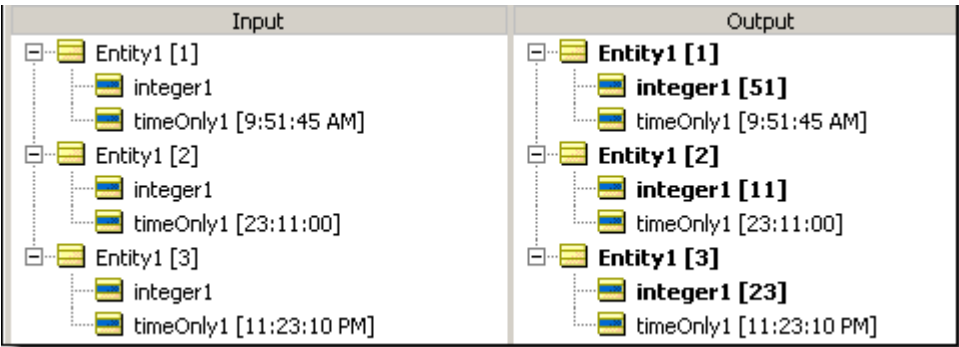 Input
Entity1 [1]
integer1
timeOnly1 [9:51:45 AM]
Entity1 [2]
integer1
timeOnly1 [23:11:00]
Entity1 [3]
integer1
timeOnly1 [11:23:10 PM]
Output
Entity1 [1]
integer1 [51]
timeOnly1 [9:51:45 AM]
Entity1 [2]
integer1 [11]
timeOnly1 [23:11:00]
Entity1 [3]
integer1 [23]
timeOnly1 [11:23:10 PM]